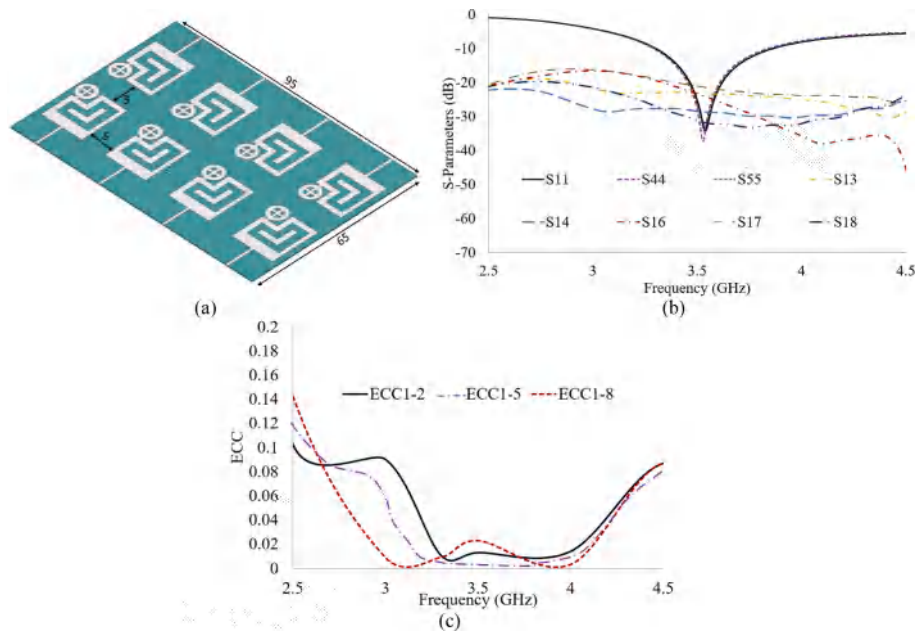 95
S
S
65
(a)
0
-10
-20
-30
-40
-50
-60
-70
S-Parameters (dB)
S11 S44 S55 S13
S14 S16 S17 S18
2.5 3 3.5 4 4.5
Frequency (GHz)
(b)
0.2
0.18
0.16
0.14
0.12
0.1
0.08
0.06
0.04
0.02
0
ECC
ECC1-2 ECC1-5 ECC1-8
2.5 3 3.5 4 4.5
Frequency (GHz)
(c)